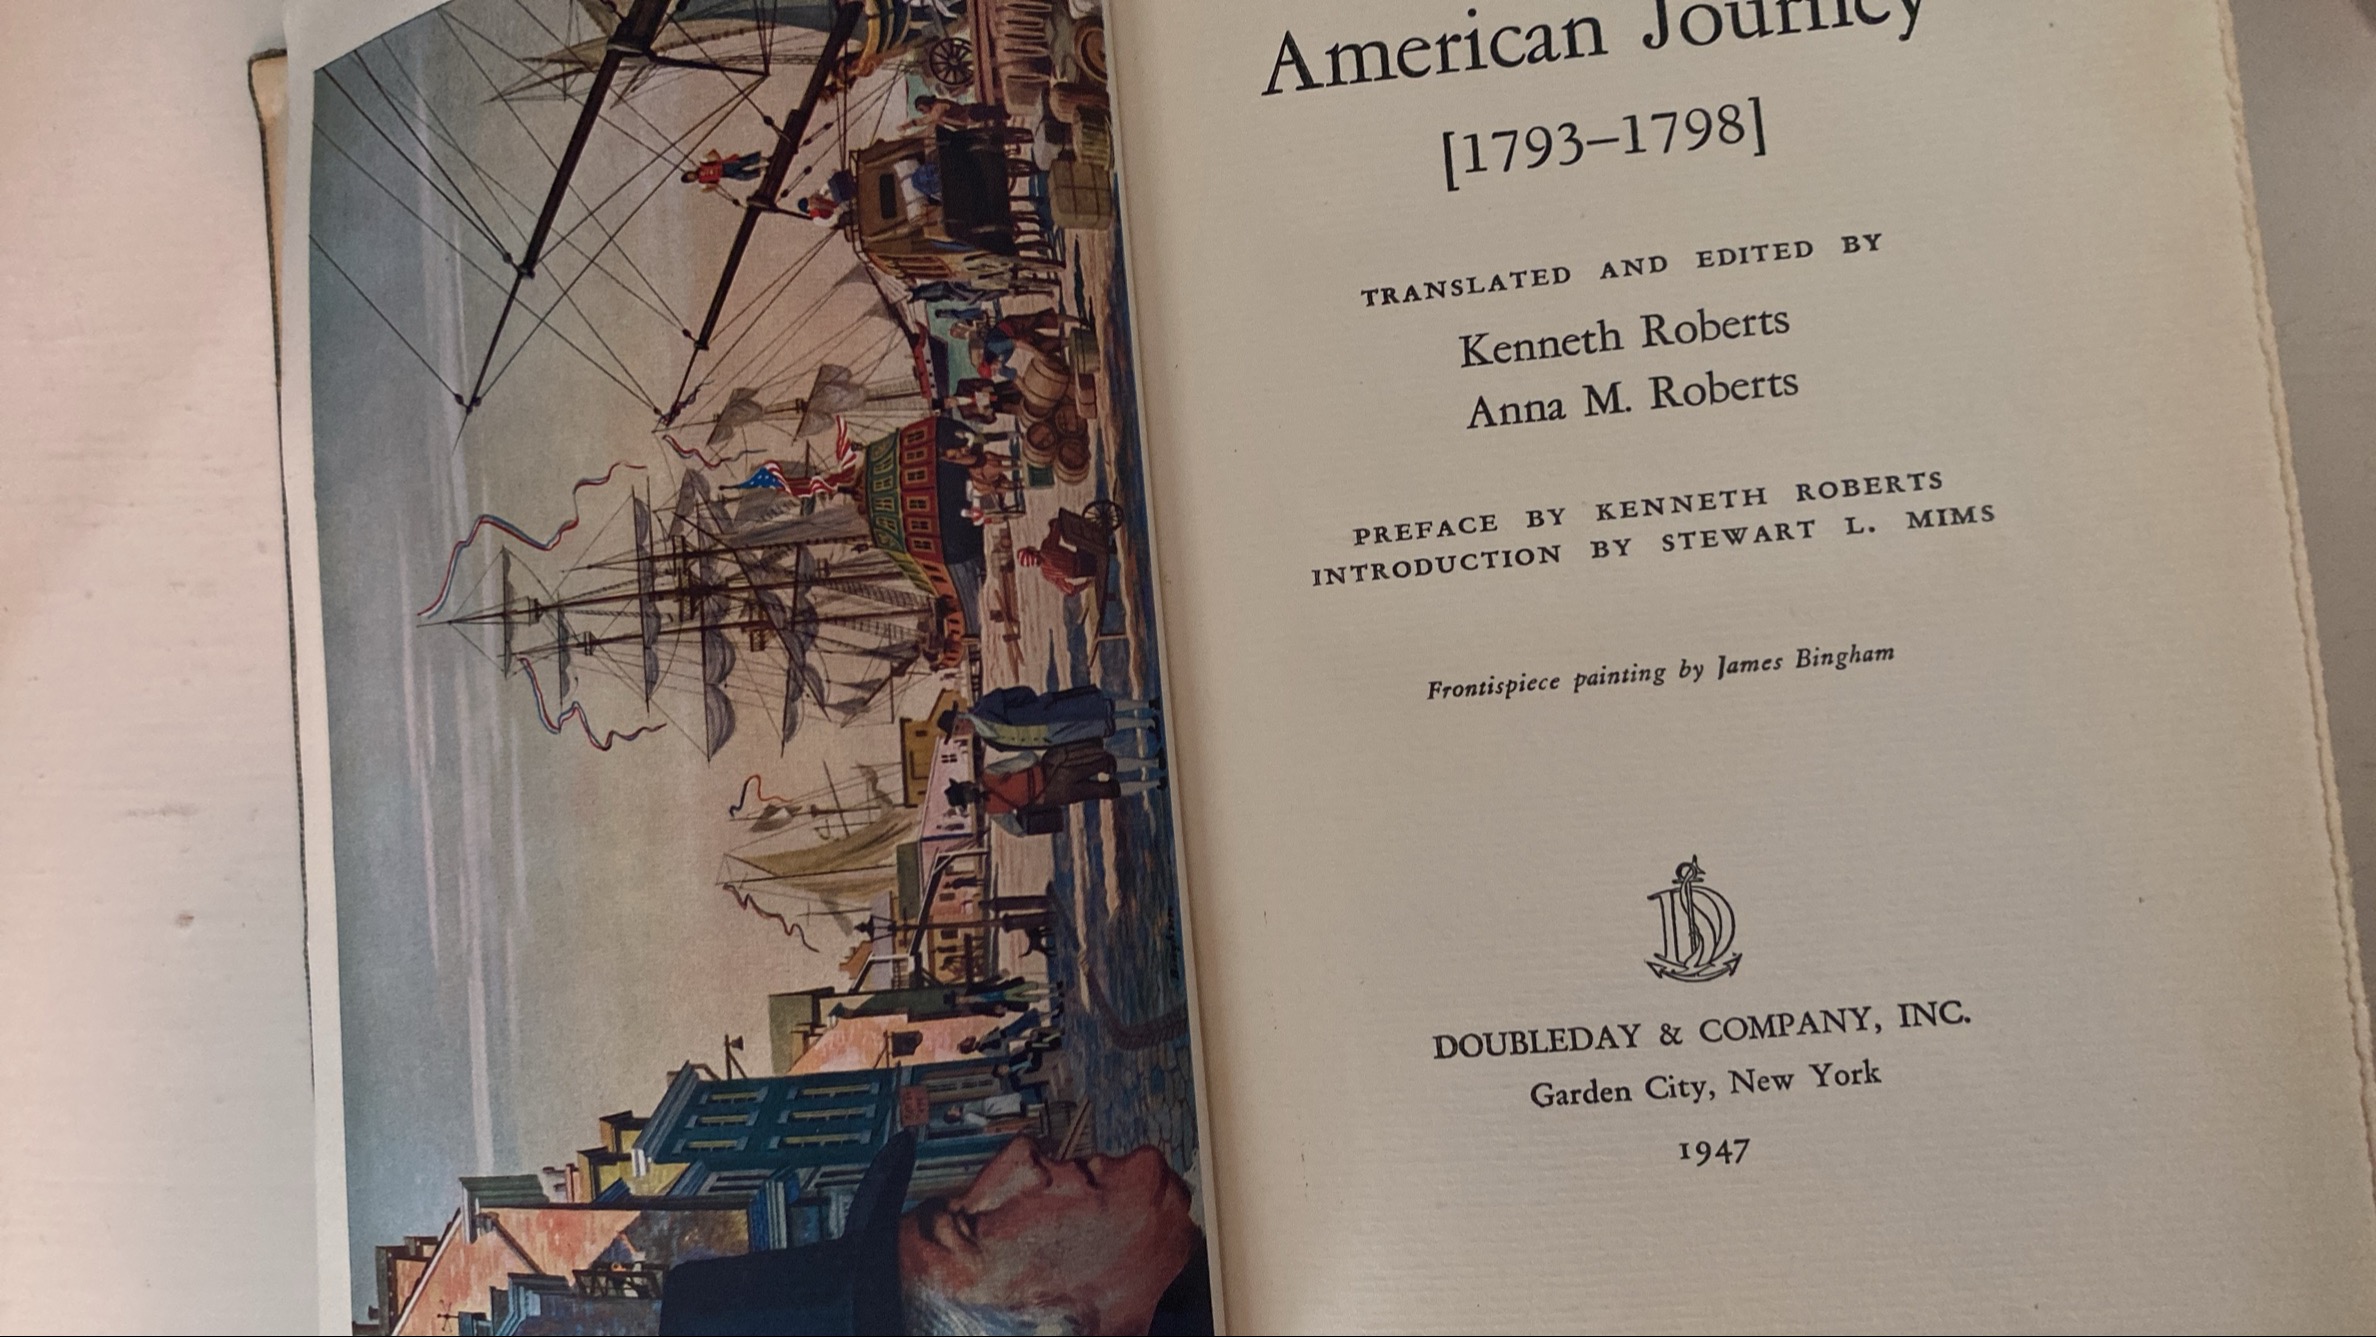 American Journey
[1793–1798]
TRANSLATED AND EDITED BY
Kenneth Roberts
Anna M. Roberts
PREFACE BY KENNETH ROBERTS
INTRODUCTION BY STEWART L. MIMS
Frontispiece painting by James Bingham
DOUBLEDAY & COMPANY, INC.
Garden City, New York
1947